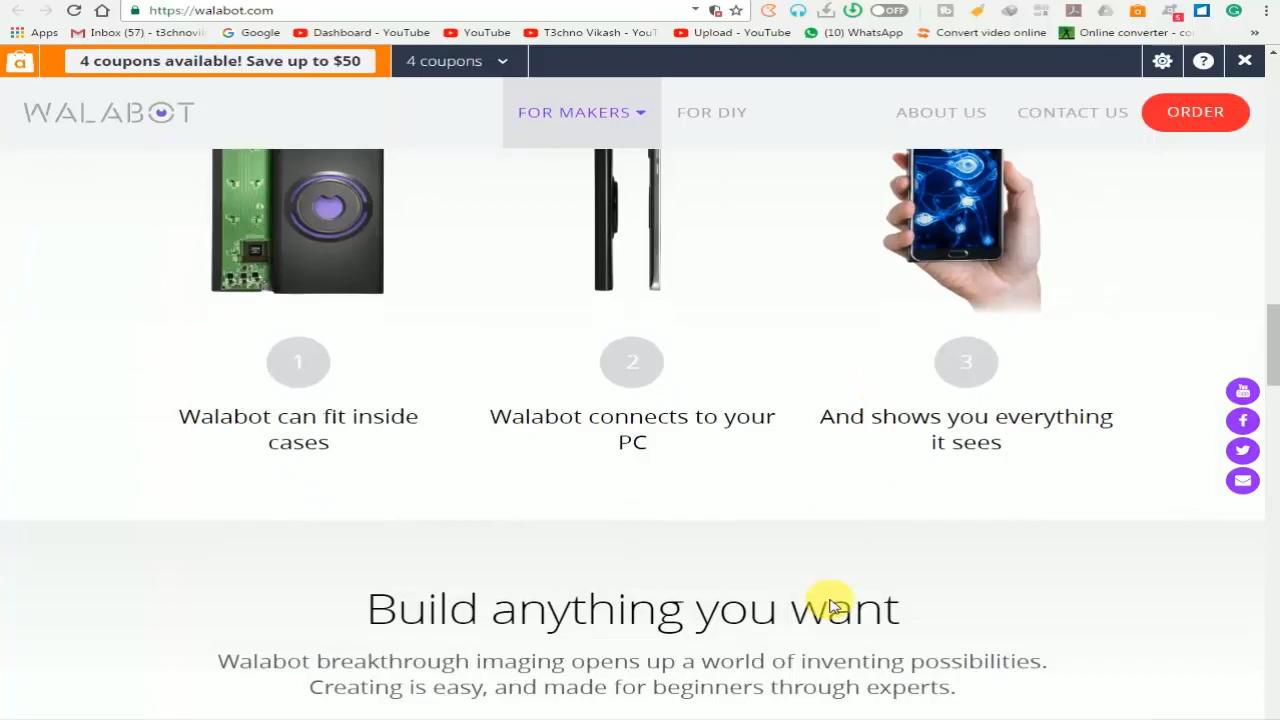 https://walabot.com
OFF
5
Apps
Inbox (57) - t3chnovi
Google
Dashboard - YouTube
YouTube
T3chno Vikash - YouT
Upload - YouTube
(10) WhatsApp
Convert video online
Online converter - co
»
4 coupons available! Save up to $50
4 coupons
?
WALABOT
FOR MAKERS
FOR DIY
ABOUT US
CONTACT US
ORDER
1
2
3
Walabot can fit inside
cases
Walabot connects to your
PC
And shows you everything
it sees
You
Tube
Build anything you want
Walabot breakthrough imaging opens up a world of inventing possibilities.
Creating is easy, and made for beginners through experts.